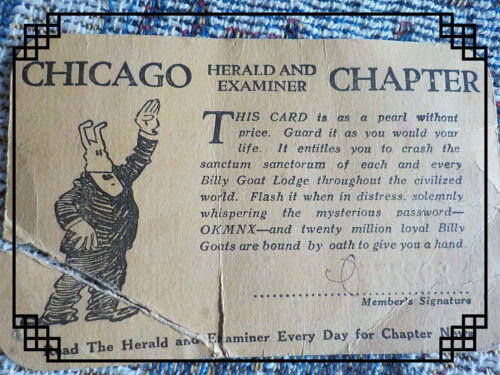 CHICAGO HERALD AND EXAMINER CHAPTER
THIS CARD is as a pearl without
price. Guard it as you would your
life. It entitles you to crash the
sanctum sanctorum of each and every
Billy Goat Lodge throughout the civilized
world. Flash it when in distress. solemnly
whispering the mysterious password—
OKMNX—and twenty million loyal Billy
Goats are bound by oath to give you a hand
Member's Signature
The Herald and Examiner Every Day for Chapter